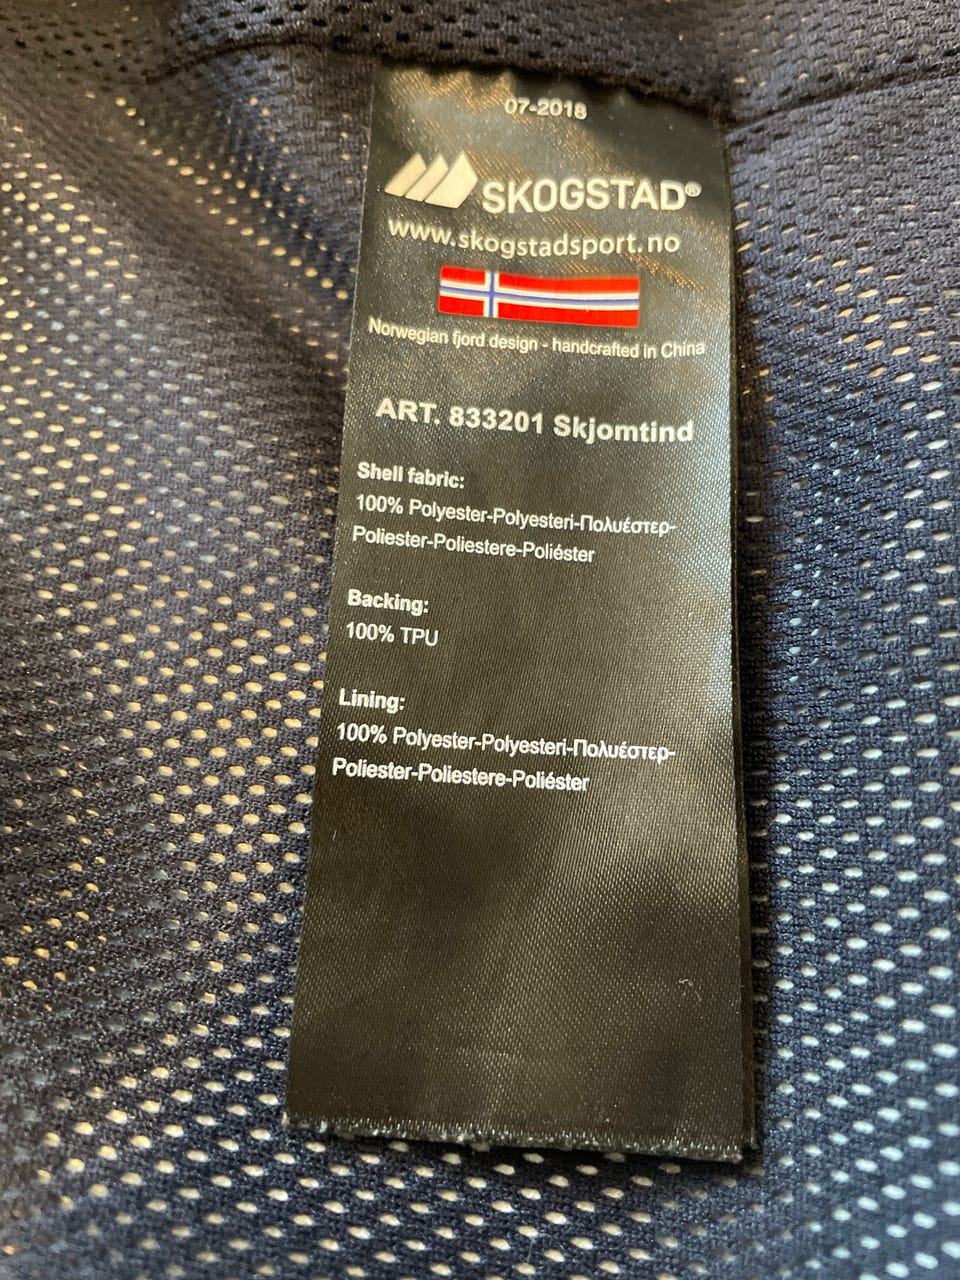 07-2018
SKOGSTAD®
www.skogstadsport.no
Norwegian fjord design - handcrafted in China
ART. 833201 Skjomtind
Shell fabric:
100% Polyester-Polyesteri-Πολυέστερ-
Poliester-Poliestere-Poliéster
Backing:
100% TPU
Lining:
100% Polyester-Polyesteri-Πολυέστερ-
Poliester-Poliestere-Poliéster